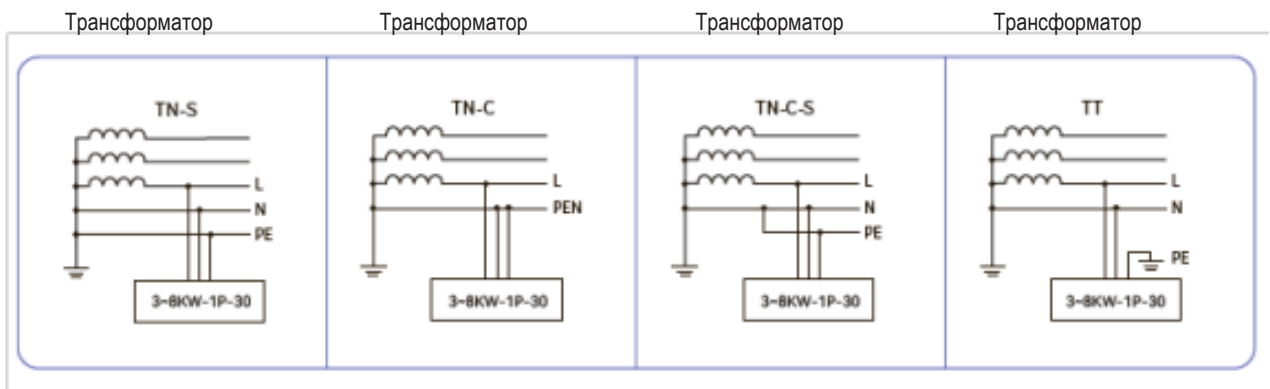 Трансформатор Трансформатор Трансформатор Трансформатор
TN-S TN-C TN-C-S TT
L L L L
N PEN N N
PE PE PE
3~8KW-1P-30 3~8KW-1P-30 3~8KW-1P-30 3~8KW-1P-30